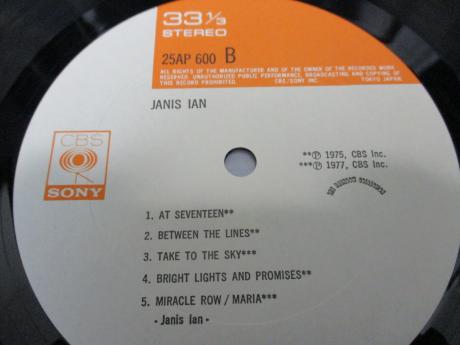 33 1/3
STEREO
25AP 600 B
ALL RIGHTS OF THE MANUFACTURER AND OF THE OWNER OF THE RECORDED WORK
RESERVED. UNAUTHORIZED PUBLIC PERFORMANCE, BROADCASTING AND COPYING OF
THIS RECORD PROHIBITED. CBS/SONY INC. TOKYO JAPAN
JANIS IAN
CBS
SONY
**Ⓟ 1975, CBS Inc.
***Ⓟ 1977, CBS Inc.
1. AT SEVENTEEN**
2. BETWEEN THE LINES**
3. TAKE TO THE SKY***
4. BRIGHT LIGHTS AND PROMISES**
5. MIRACLE ROW / MARIA***
- Janis Ian -